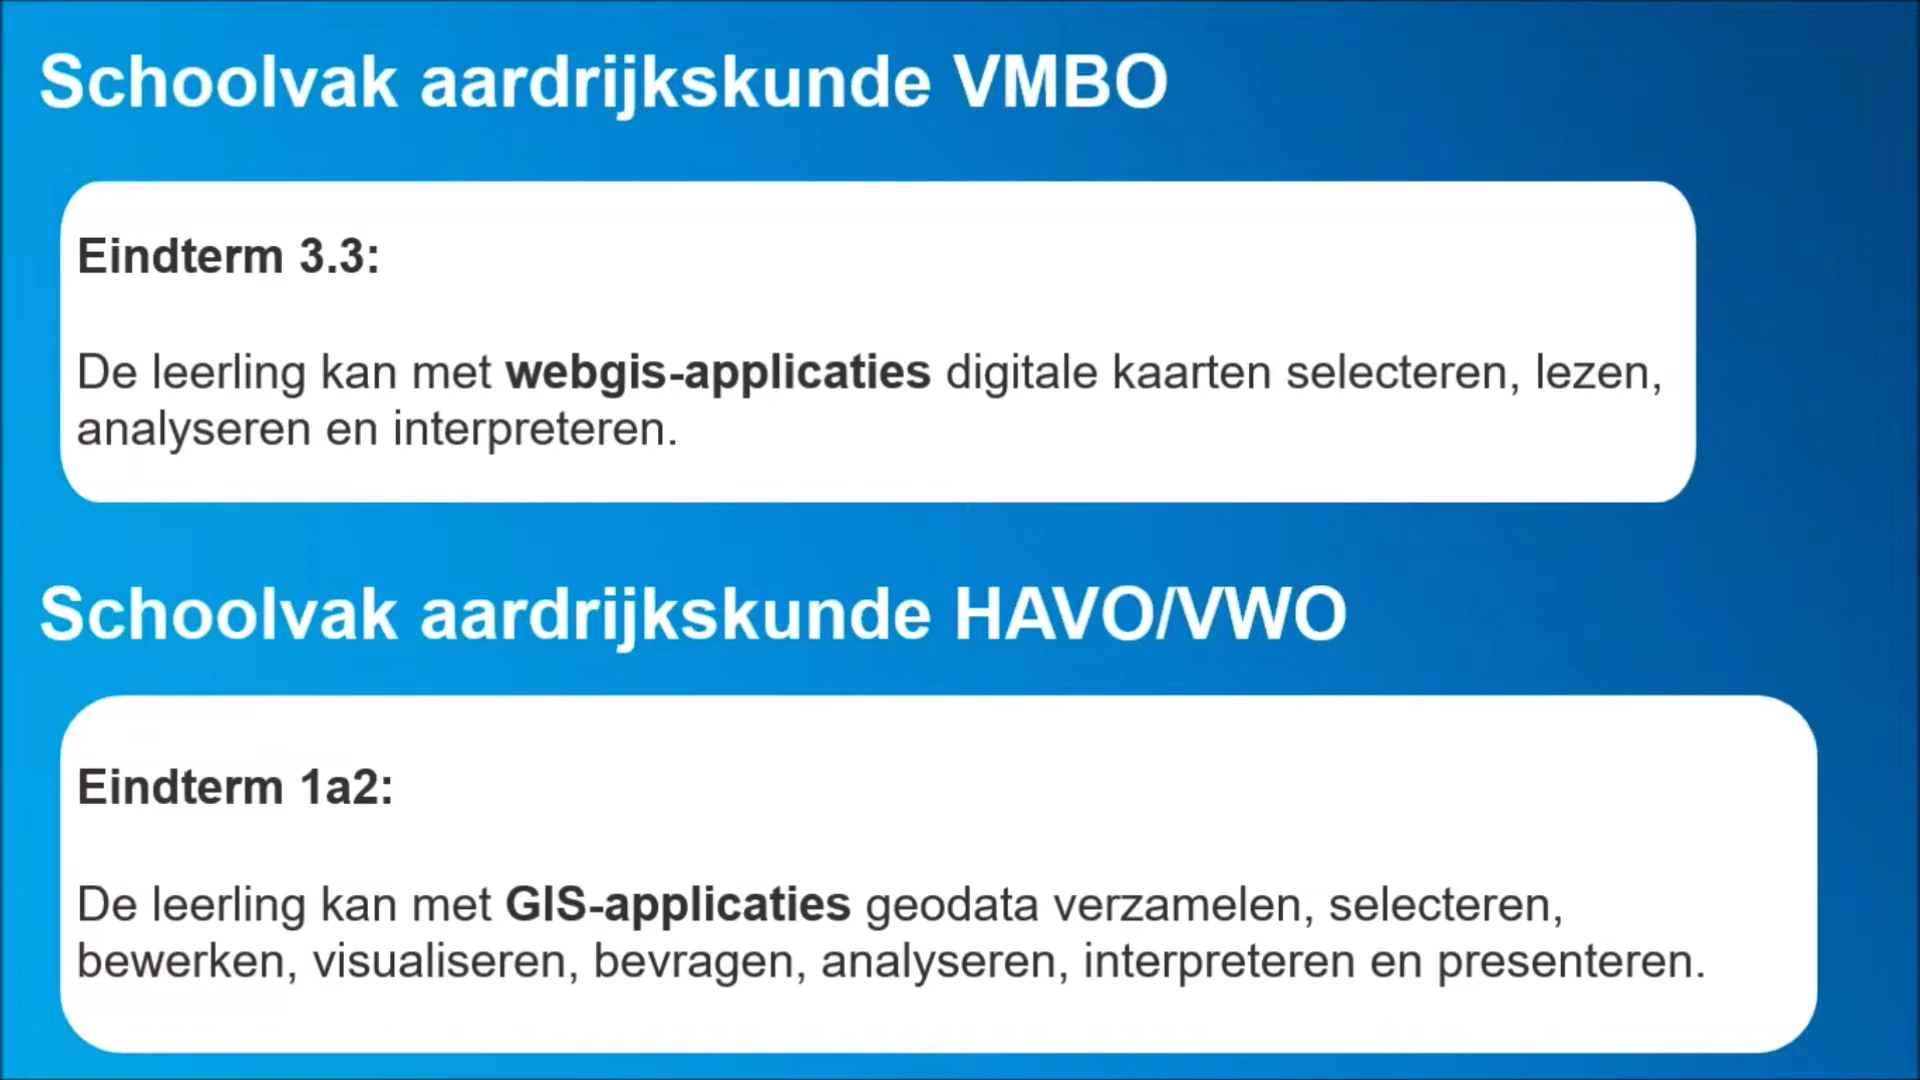 Schoolvak aardrijkskunde VMBO
Eindterm 3.3:
De leerling kan met webgis-applicaties digitale kaarten selecteren, lezen,
analyseren en interpreteren.
Schoolvak aardrijkskunde HAVO/VWO
Eindterm 1a2:
De leerling kan met GIS-applicaties geodata verzamelen, selecteren,
bewerken, visualiseren, bevragen, analyseren, interpreteren en presenteren.